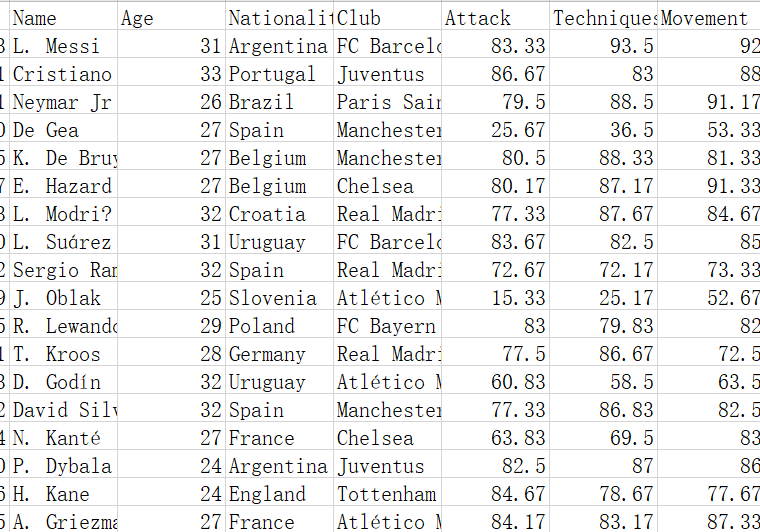 Name Age Nationalit Club Attack Techniques Movement
3 L. Messi 31 Argentina FC Barcelo 83.33 93.5 92
1 Cristiano 33 Portugal Juventus 86.67 83 88
1 Neymar Jr 26 Brazil Paris Sain 79.5 88.5 91.17
0 De Gea 27 Spain Manchester 25.67 36.5 53.33
5 K. De Bruy 27 Belgium Manchester 80.5 88.33 81.33
7 E. Hazard 27 Belgium Chelsea 80.17 87.17 91.33
3 L. Modri? 32 Croatia Real Madri 77.33 87.67 84.67
0 L. Suárez 31 Uruguay FC Barcelo 83.67 82.5 85
2 Sergio Ram 32 Spain Real Madri 72.67 72.17 73.33
9 J. Oblak 25 Slovenia Atlético M 15.33 25.17 52.67
5 R. Lewando 29 Poland FC Bayern 83 79.83 82
1 T. Kroos 28 Germany Real Madri 77.5 86.67 72.5
3 D. Godín 32 Uruguay Atlético M 60.83 58.5 63.5
2 David Silv 32 Spain Manchester 77.33 86.83 82.5
4 N. Kanté 27 France Chelsea 63.83 69.5 83
0 P. Dybala 24 Argentina Juventus 82.5 87 86
6 H. Kane 24 England Tottenham 84.67 78.67 77.67
5 A. Griezma 27 France Atlético M 84.17 83.17 87.33